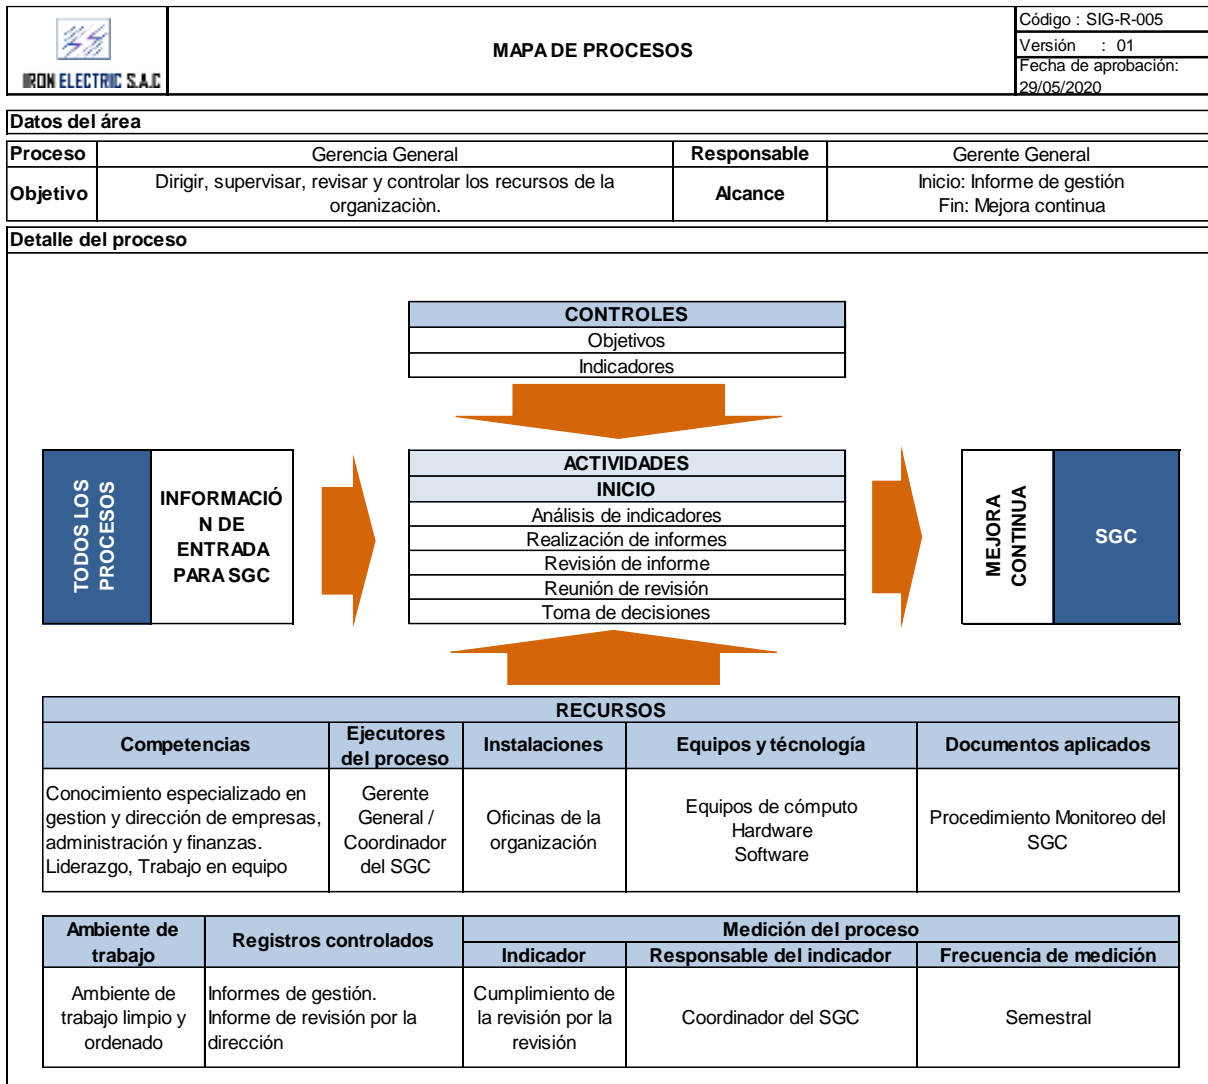 IRON ELECTRIC S.A.C
MAPA DE PROCESOS
Código : SIG-R-005
Versión : 01
Fecha de aprobación:
29/05/2020
Datos del área
Proceso
Gerencia General
Responsable
Gerente General
Objetivo
Dirigir, supervisar, revisar y controlar los recursos de la
organizaciòn.
Alcance
Inicio: Informe de gestión
Fin: Mejora continua
Detalle del proceso
CONTROLES
Objetivos
Indicadores
TODOS LOS
PROCESOS
INFORMACIÓ
N DE
ENTRADA
PARA SGC
ACTIVIDADES
INICIO
Análisis de indicadores
Realización de informes
Revisión de informe
Reunión de revisión
Toma de decisiones
MEJORA
CONTINUA
SGC
RECURSOS
Competencias
Ejecutores
del proceso
Instalaciones
Equipos y técnología
Documentos aplicados
Conocimiento especializado en
gestion y dirección de empresas,
administración y finanzas.
Liderazgo, Trabajo en equipo
Gerente
General /
Coordinador
del SGC
Oficinas de la
organización
Equipos de cómputo
Hardware
Software
Procedimiento Monitoreo del
SGC
Ambiente de
trabajo
Registros controlados
Medición del proceso
Indicador
Responsable del indicador
Frecuencia de medición
Ambiente de
trabajo limpio y
ordenado
Informes de gestión.
Informe de revisión por la
dirección
Cumplimiento de
la revisión por la
revisión
Coordinador del SGC
Semestral